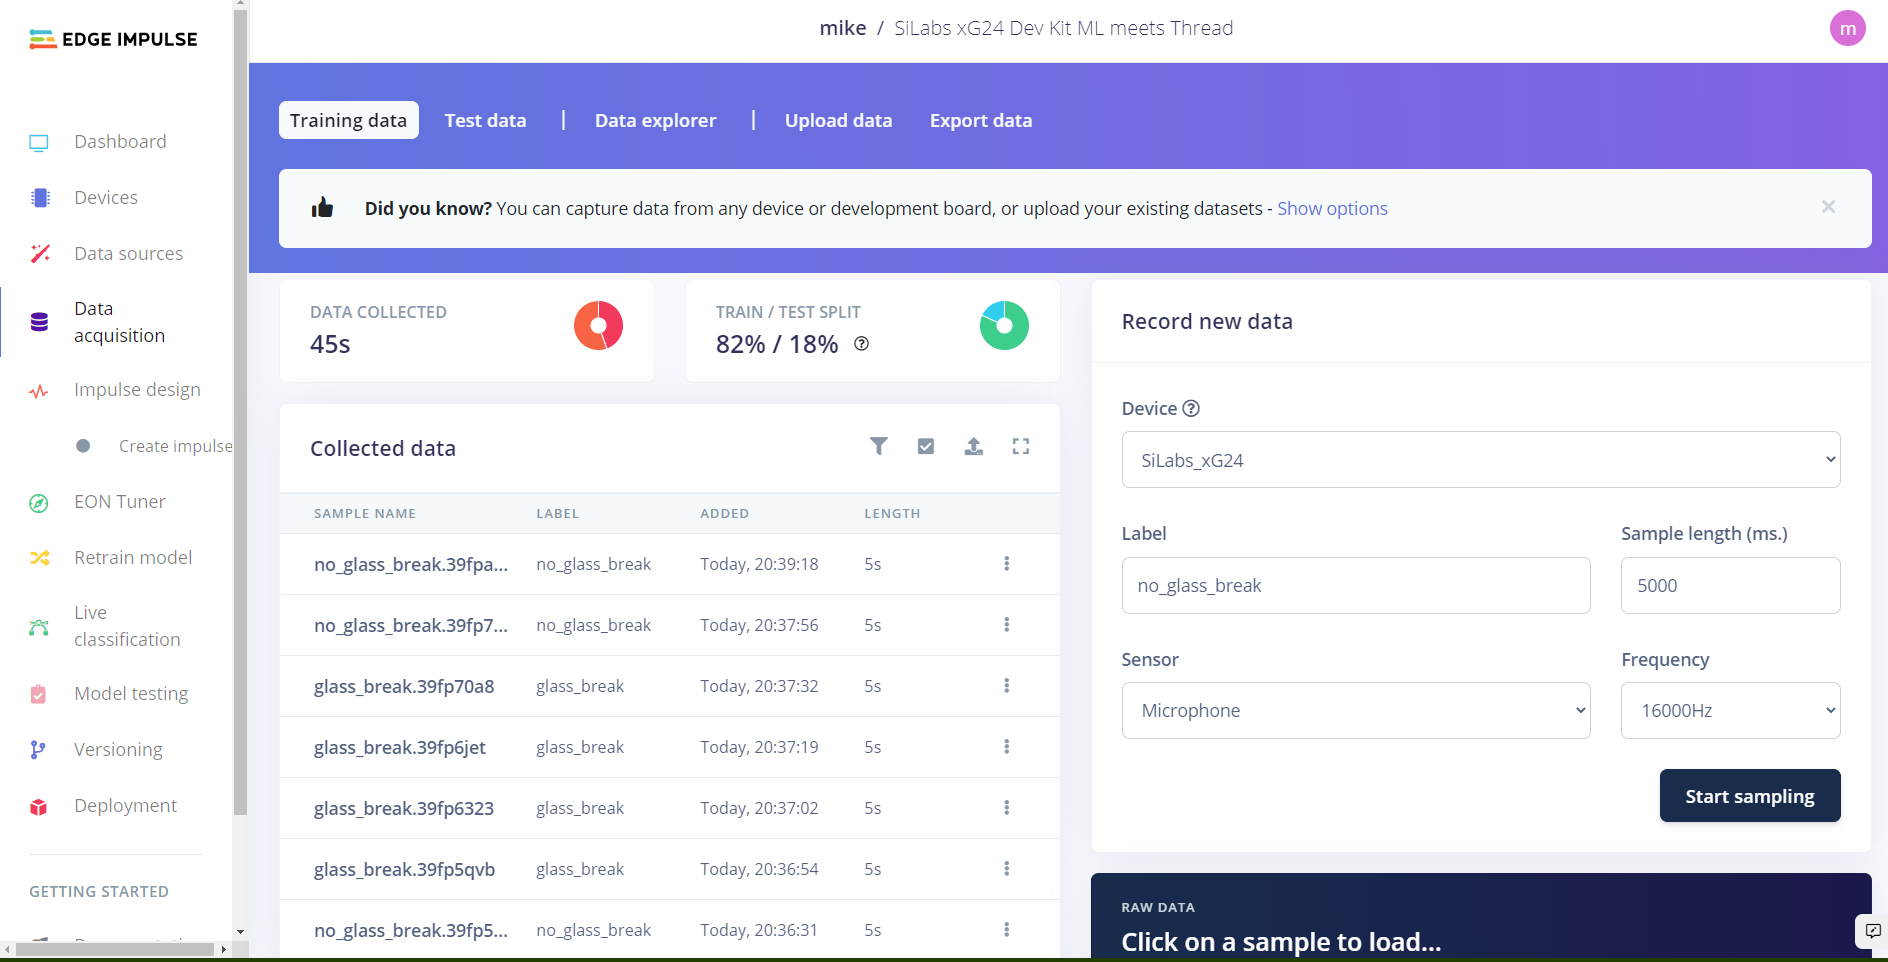 EDGE IMPULSE
mike / SiLabs xG24 Dev Kit ML meets Thread
m
Dashboard
Devices
Data sources
Data
acquisition
Impulse design
Create impulse
EON Tuner
Retrain model
Live
classification
Model testing
Versioning
Deployment
GETTING STARTED
Training data
Test data
|
Data explorer
|
Upload data
Export data
Did you know? You can capture data from any device or development board, or upload your existing datasets - Show options
×
DATA COLLECTED
45s
TRAIN / TEST SPLIT
82% / 18% ?
Collected data
SAMPLE NAME LABEL ADDED LENGTH
no_glass_break.39fpa... no_glass_break Today, 20:39:18 5s
no_glass_break.39fp7... no_glass_break Today, 20:37:56 5s
glass_break.39fp70a8 glass_break Today, 20:37:32 5s
glass_break.39fp6jet glass_break Today, 20:37:19 5s
glass_break.39fp6323 glass_break Today, 20:37:02 5s
glass_break.39fp5qvb glass_break Today, 20:36:54 5s
no_glass_break.39fp5... no_glass_break Today, 20:36:31 5s
Record new data
Device ?
SiLabs_xG24
Label
no_glass_break
Sample length (ms.)
5000
Sensor
Microphone
Frequency
16000Hz
Start sampling
RAW DATA
Click on a sample to load...